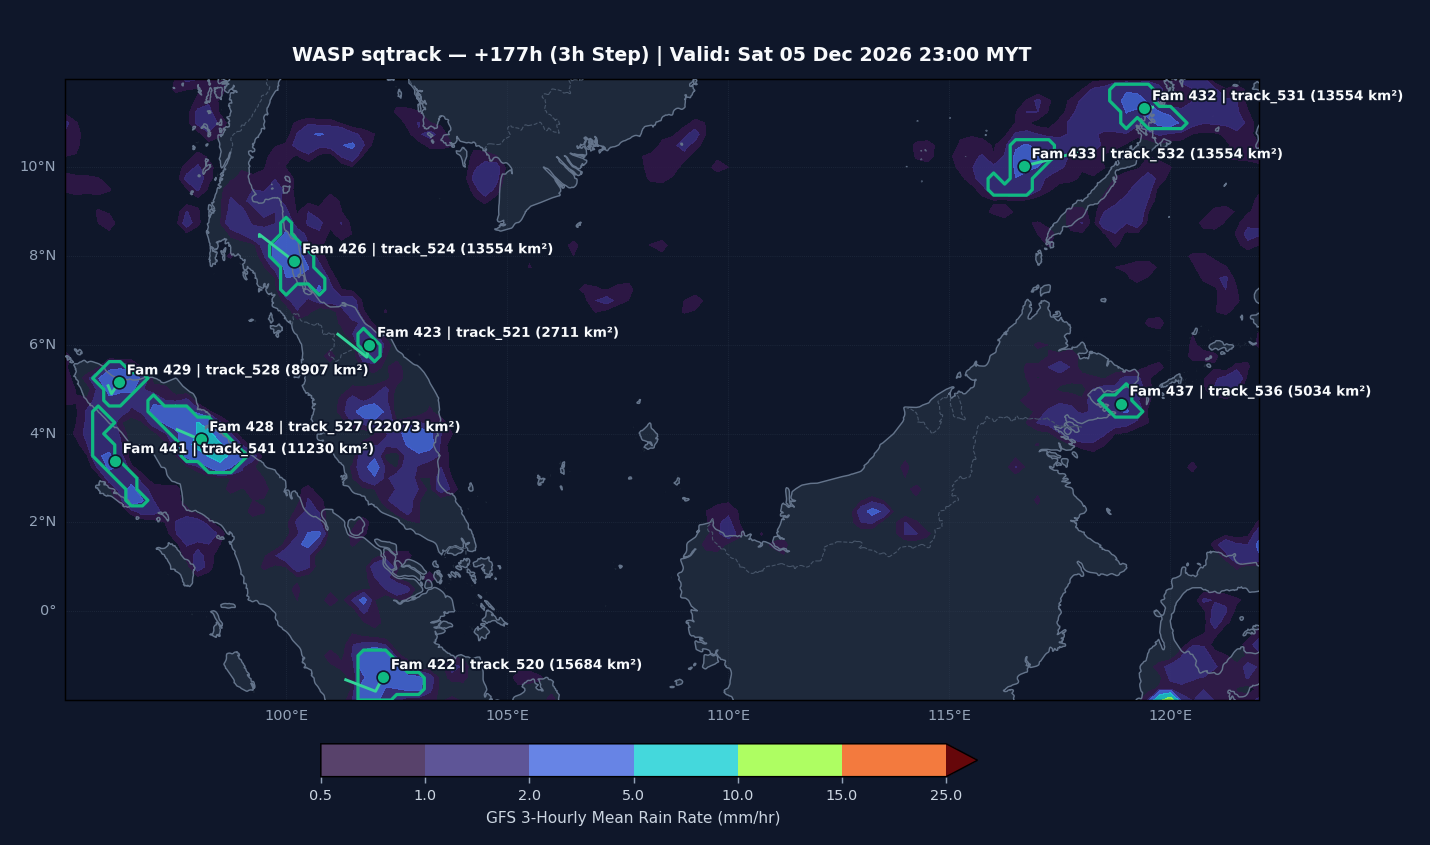 WASP sqtrack — +177h (3h Step) | Valid: Sat 05 Dec 2026 23:00 MYT
Fam 432 | track_531 (13554 km²)
Fam 433 | track_532 (13554 km²)
10°N
Fam 426 | track_524 (13554 km²)
8°N
Fam 423 | track_521 (2711 km²)
6°N
Fam 429 | track_528 (8907 km²)
Fam 437 | track_536 (5034 km²)
Fam 428 | track_527 (22073 km²)
4°N
Fam 441 | track_541 (11230 km²)
2°N
0°
Fam 422 | track_520 (15684 km²)
100°E 105°E 110°E 115°E 120°E
0.5 1.0 2.0 5.0 10.0 15.0 25.0
GFS 3-Hourly Mean Rain Rate (mm/hr)